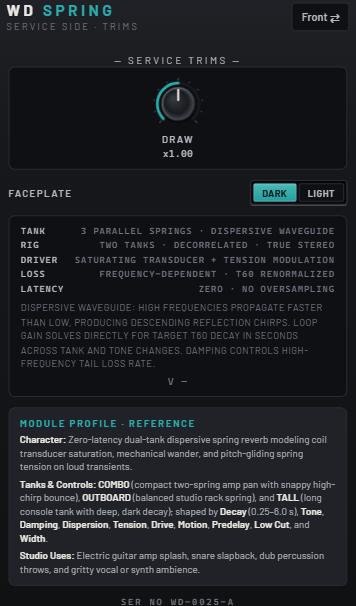 WD SPRING
SERVICE SIDE · TRIMS
Front ⇄
— SERVICE TRIMS —
DRAW
x1.00
FACEPLATE
DARK
LIGHT
TANK 3 PARALLEL SPRINGS · DISPERSIVE WAVEGUIDE
RIG TWO TANKS · DECORRELATED · TRUE STEREO
DRIVER SATURATING TRANSDUCER + TENSION MODULATION
LOSS FREQUENCY-DEPENDENT · T60 RENORMALIZED
LATENCY ZERO · NO OVERSAMPLING
DISPERSIVE WAVEGUIDE: HIGH FREQUENCIES PROPAGATE FASTER
THAN LOW, PRODUCING DESCENDING REFLECTION CHIRPS. LOOP
GAIN SOLVES DIRECTLY FOR TARGET T60 DECAY IN SECONDS
ACROSS TANK AND TONE CHANGES. DAMPING CONTROLS HIGH-
FREQUENCY TAIL LOSS RATE.
V —
MODULE PROFILE · REFERENCE
Character: Zero-latency dual-tank dispersive spring reverb modeling coil
transducer saturation, mechanical wander, and pitch-gliding spring
tension on loud transients.
Tanks & Controls: COMBO (compact two-spring amp pan with snappy high-
chirp bounce), OUTBOARD (balanced studio rack spring), and TALL (long
console tank with deep, dark decay); shaped by Decay (0.25–6.0 s), Tone,
Damping, Dispersion, Tension, Drive, Motion, Predelay, Low Cut, and
Width.
Studio Uses: Electric guitar amp splash, snare slapback, dub percussion
throws, and gritty vocal or synth ambience.
SER NO WD-0025-A